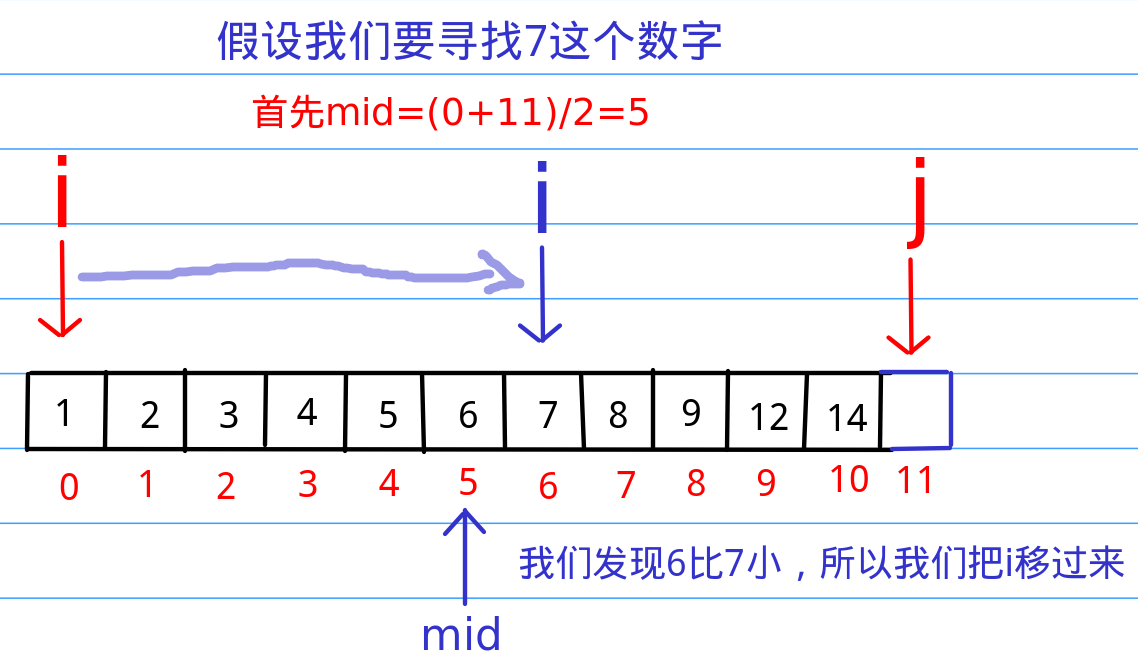 假设我们要寻找7这个数字
首先mid=(0+11)/2=5
i i j
1 2 3 4 5 6 7 8 9 12 14
0 1 2 3 4 5 6 7 8 9 10 11
我们发现6比7小，所以我们把i移过来
mid